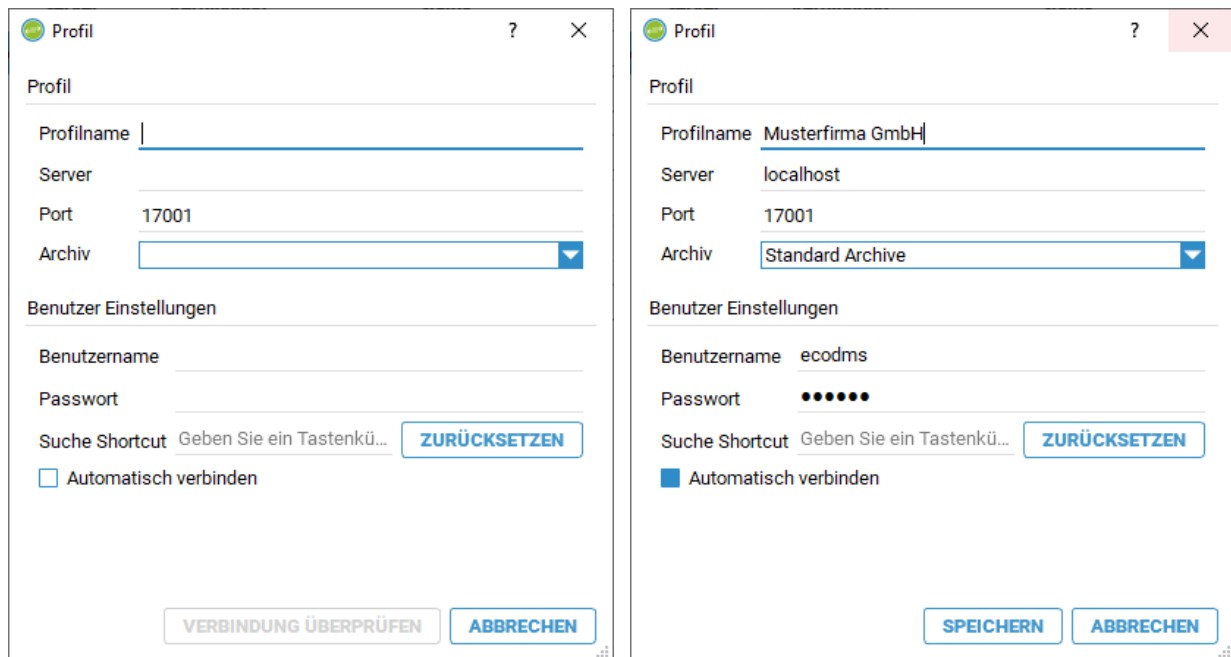 Profil
?
Profil
Profilname
Server
Port 17001
Archiv
Benutzer Einstellungen
Benutzername
Passwort
Suche Shortcut Geben Sie ein Tastenkü... ZURÜCKSETZEN
Automatisch verbinden
VERBINDUNG ÜBERPRÜFEN ABBRECHEN
Profil
?
Profil
Profilname Musterfirma GmbH
Server localhost
Port 17001
Archiv Standard Archive
Benutzer Einstellungen
Benutzername ecodms
Passwort ●●●●●●
Suche Shortcut Geben Sie ein Tastenkü... ZURÜCKSETZEN
Automatisch verbinden
SPEICHERN ABBRECHEN